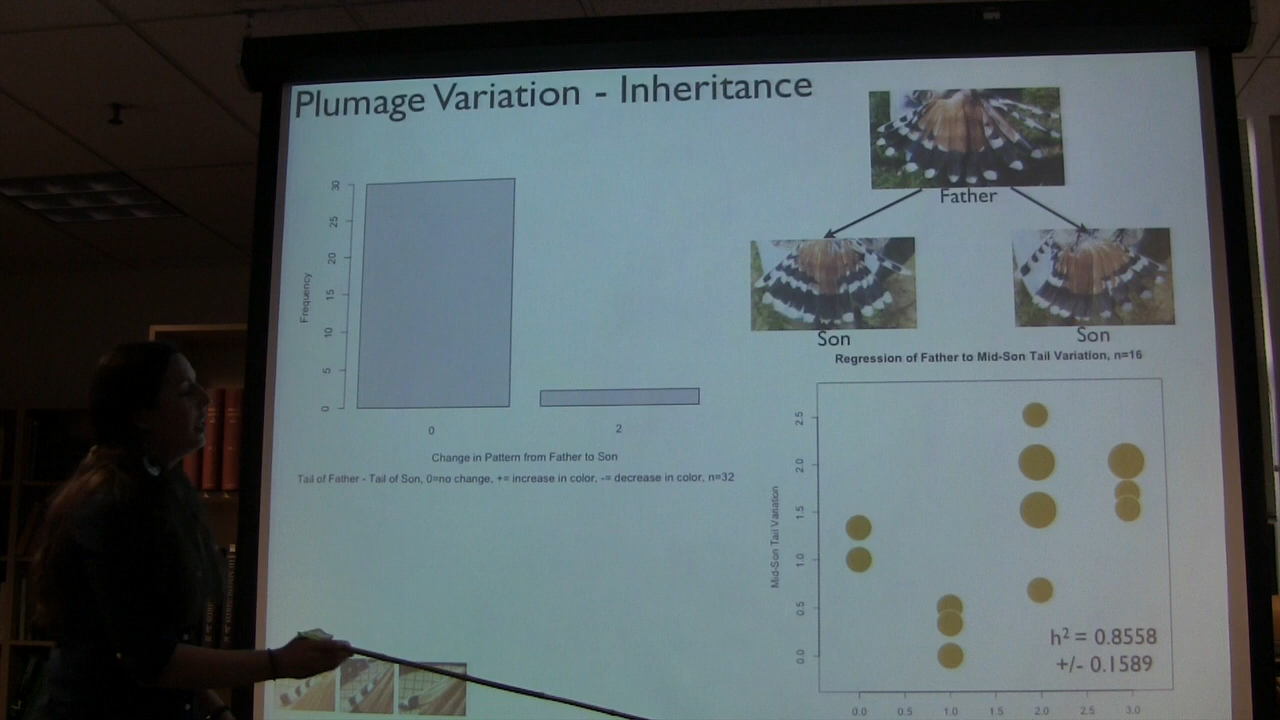 Plumage Variation - Inheritance
Father
Son
Son
30
25
20
15
10
5
0
Frequency
0
2
Change in Pattern from Father to Son
Tail of Father - Tail of Son, 0=no change, += increase in color, -= decrease in color, n=32
Regression of Father to Mid-Son Tail Variation, n=16
2.5
2.0
1.5
1.0
0.5
0.0
Mid-Son Tail Variation
h² = 0.8558
+/- 0.1589
0.0 0.5 1.0 1.5 2.0 2.5 3.0